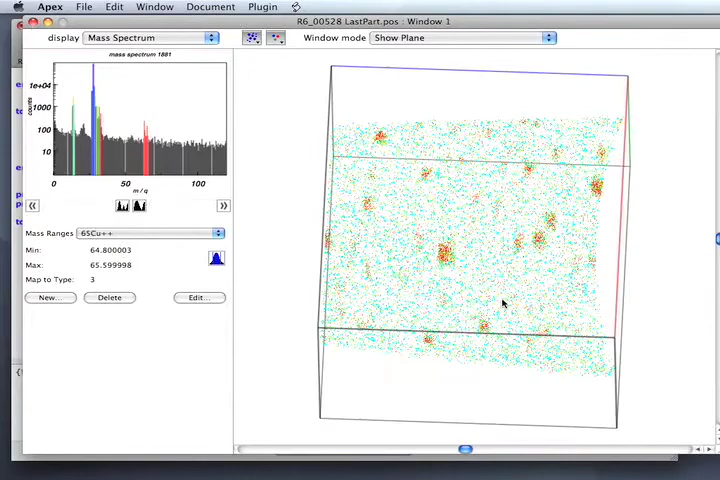 Apex File Edit Window Document Plugin
R6_00528 LastPart.pos : Window 1
display Mass Spectrum Window mode Show Plane
mass spectrum 1881
counts
1e+04
1000
100
10
0 50 100
m/q
Mass Ranges 65Cu++
Min: 64.800003
Max: 65.599998
Map to Type: 3
New... Delete Edit...